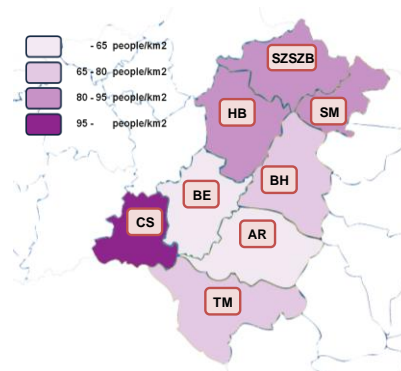 - 65 people/km2
65 - 80 people/km2
80 - 95 people/km2
95 - people/km2
SZSZB
HB
SM
BH
BE
CS
AR
TM